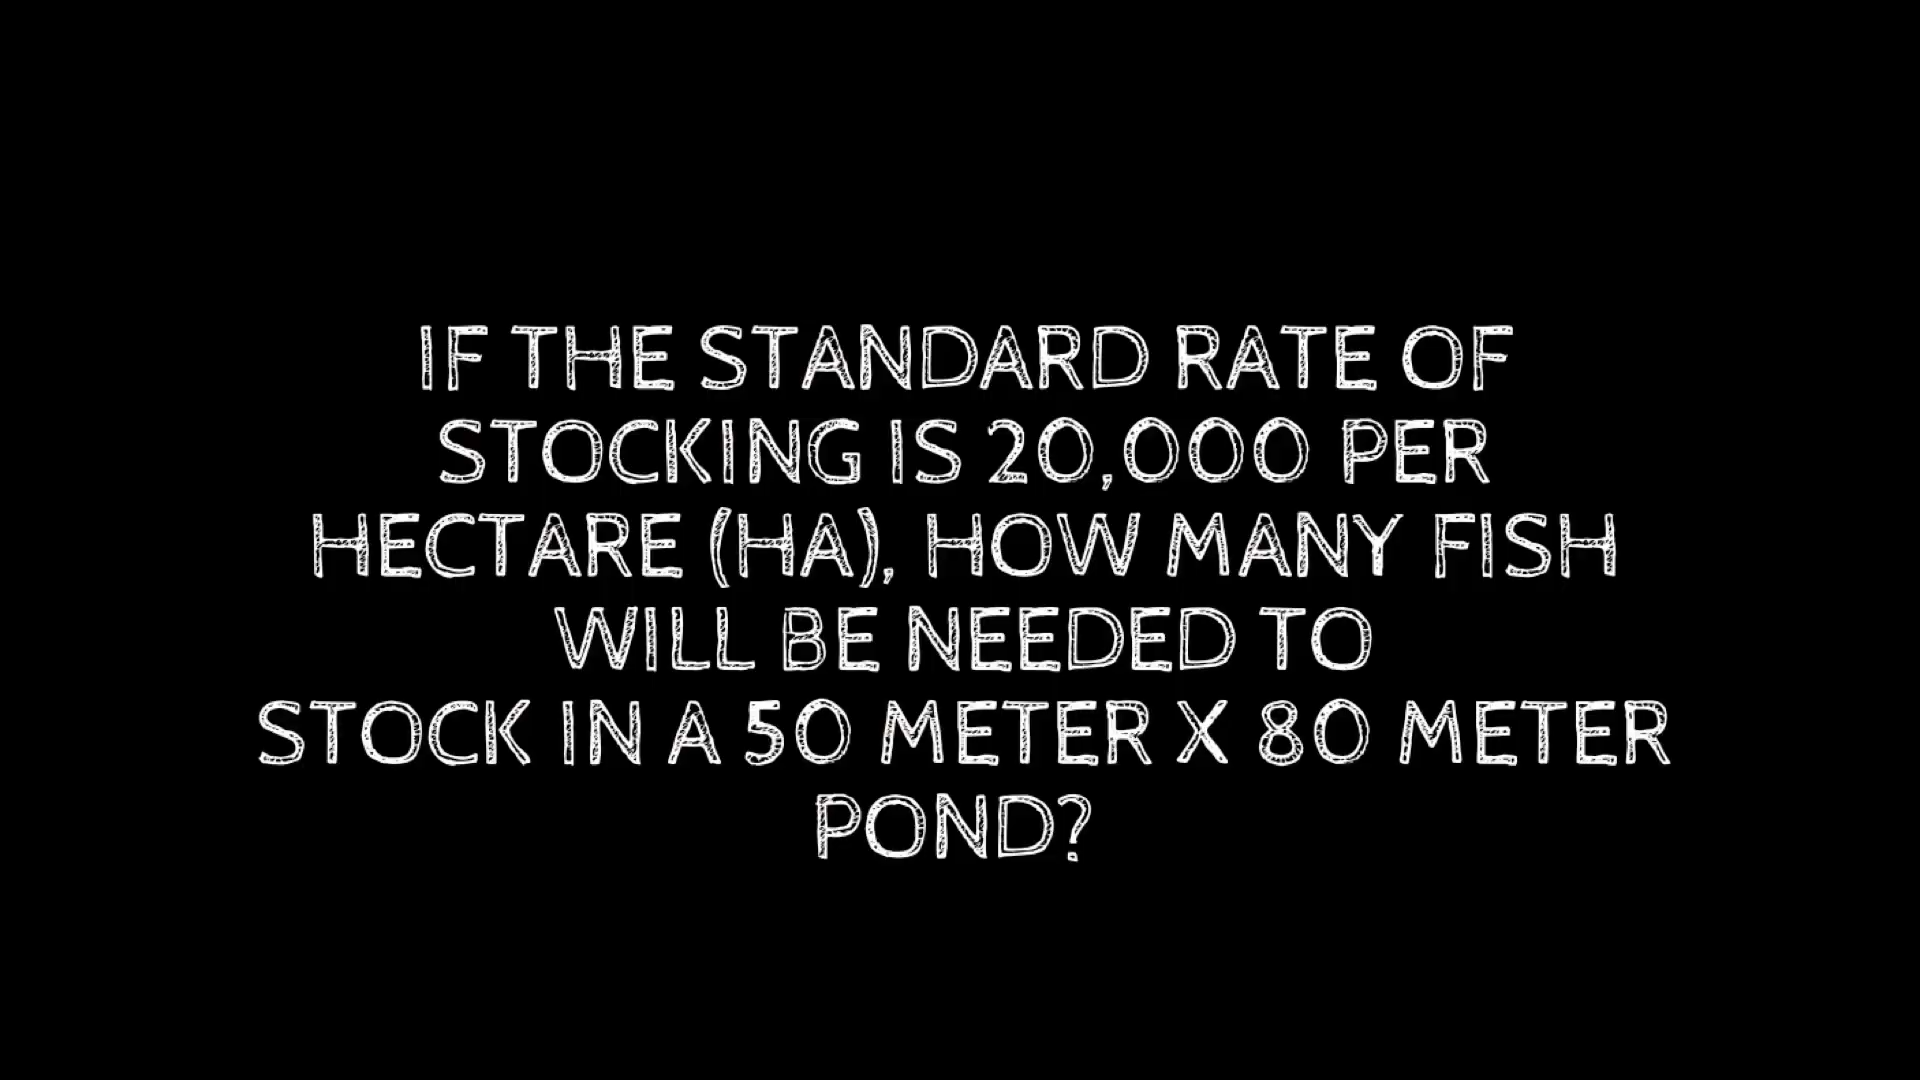 IF THE STANDARD RATE OF
STOCKING IS 20,000 PER
HECTARE (HA), HOW MANY FISH
WILL BE NEEDED TO
STOCK IN A 50 METER X 80 METER
POND?